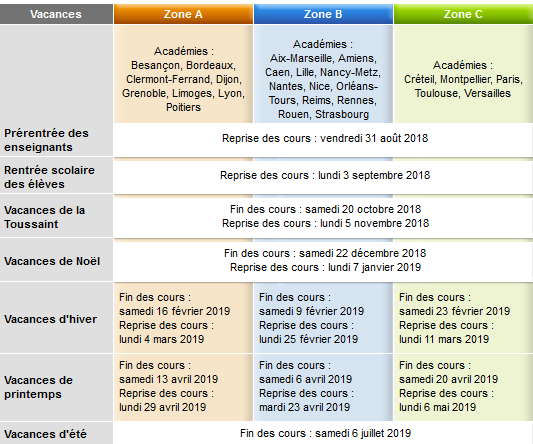 Vacances
Zone A
Zone B
Zone C
Académies :
Besançon, Bordeaux,
Clermont-Ferrand, Dijon,
Grenoble, Limoges, Lyon,
Poitiers
Académies :
Aix-Marseille, Amiens,
Caen, Lille, Nancy-Metz,
Nantes, Nice, Orléans-
Tours, Reims, Rennes,
Rouen, Strasbourg
Académies :
Créteil, Montpellier, Paris,
Toulouse, Versailles
Prérentrée des
enseignants
Reprise des cours : vendredi 31 août 2018
Rentrée scolaire
des élèves
Reprise des cours : lundi 3 septembre 2018
Vacances de la
Toussaint
Fin des cours : samedi 20 octobre 2018
Reprise des cours : lundi 5 novembre 2018
Vacances de Noël
Fin des cours : samedi 22 décembre 2018
Reprise des cours : lundi 7 janvier 2019
Vacances d'hiver
Fin des cours :
samedi 16 février 2019
Reprise des cours :
lundi 4 mars 2019
Fin des cours :
samedi 9 février 2019
Reprise des cours :
lundi 25 février 2019
Fin des cours :
samedi 23 février 2019
Reprise des cours :
lundi 11 mars 2019
Vacances de
printemps
Fin des cours :
samedi 13 avril 2019
Reprise des cours :
lundi 29 avril 2019
Fin des cours :
samedi 6 avril 2019
Reprise des cours :
mardi 23 avril 2019
Fin des cours :
samedi 20 avril 2019
Reprise des cours :
lundi 6 mai 2019
Vacances d'été
Fin des cours : samedi 6 juillet 2019